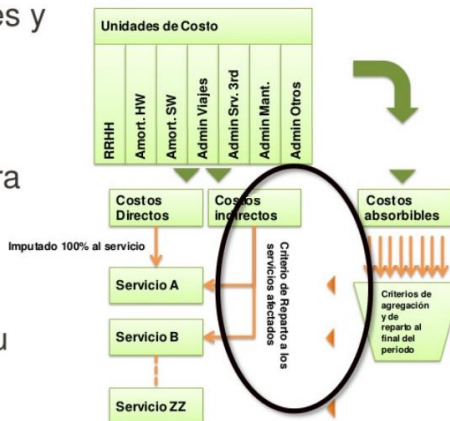 es y
ra
u
Unidades de Costo
RRHH
Amort. HW
Amort. SW
Admin Viajes
Admin Srv. 3rd
Admin Mant.
Admin Otros
Costos
Directos
Costos
indirectos
Costos
absorbibles
Imputado 100% al servicio
Criterio de Reparto a los
servicios afectados
Servicio A
Servicio B
Servicio ZZ
Criterios de
agregación
y de
reparto al
final del
periodo